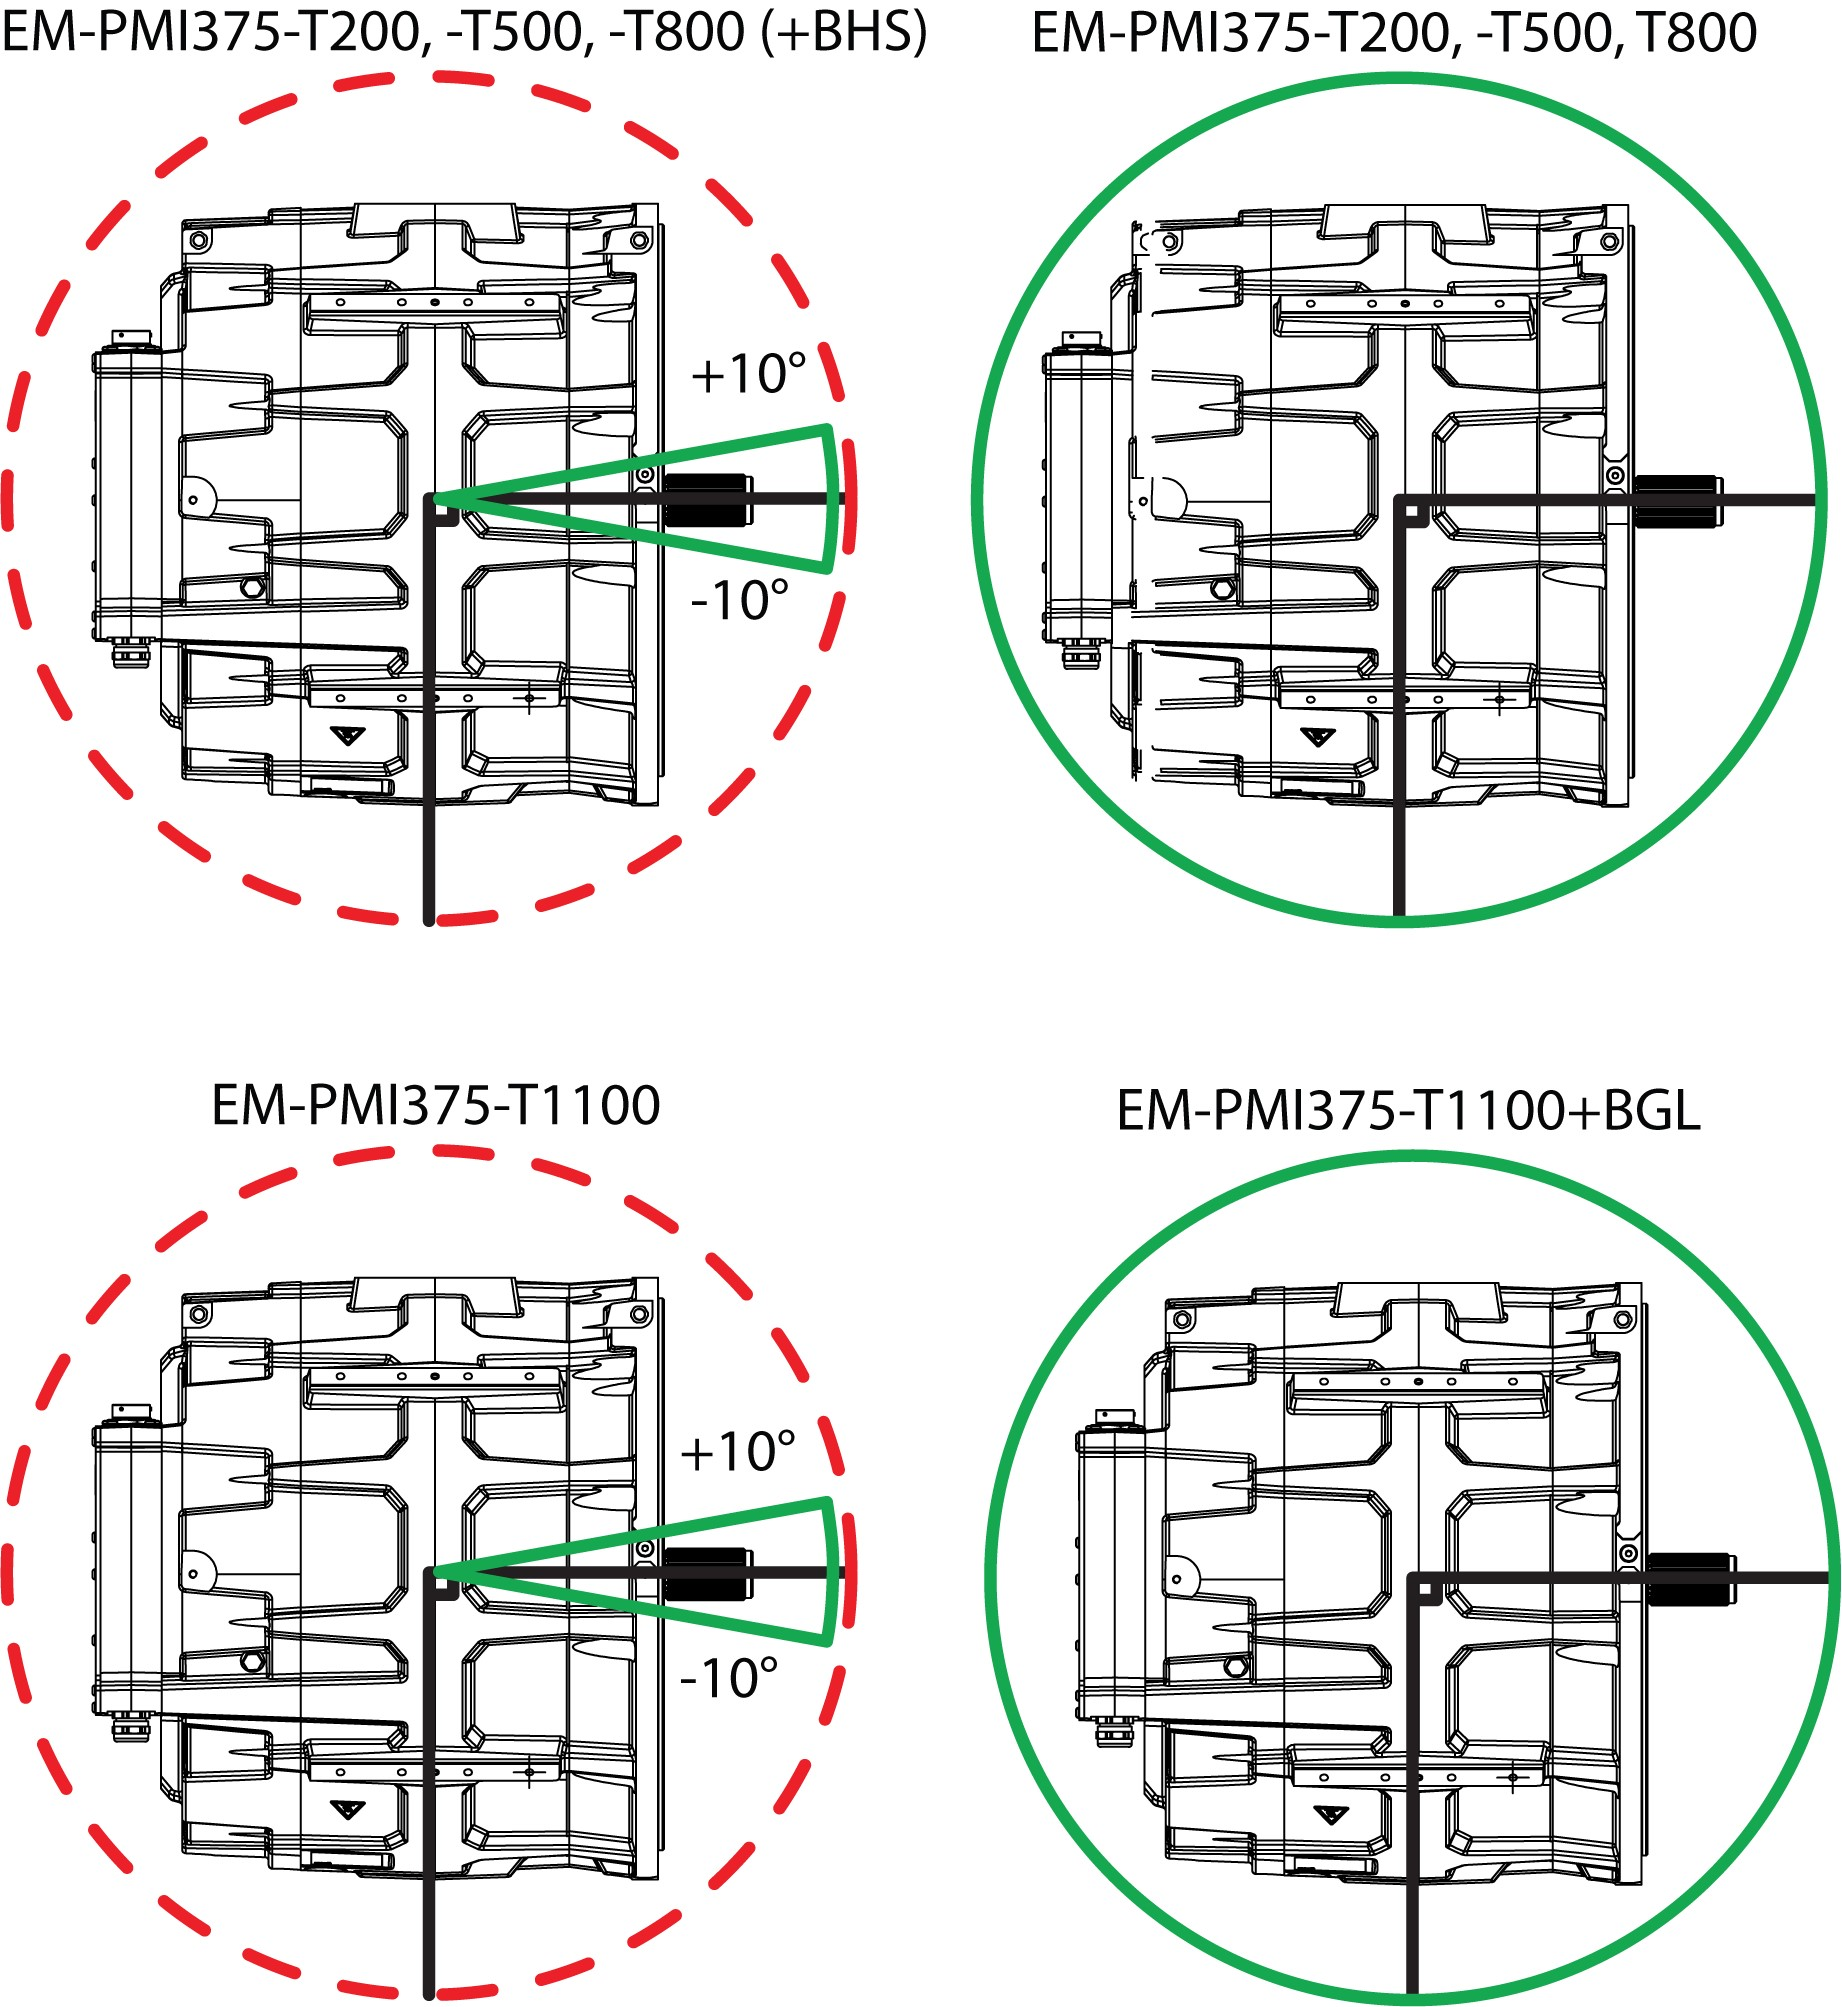 EM-PMI375-T200, -T500, -T800 (+BHS)
EM-PMI375-T200, -T500, T800
+10°
-10°
EM-PMI375-T1100
EM-PMI375-T1100+BGL
+10°
-10°